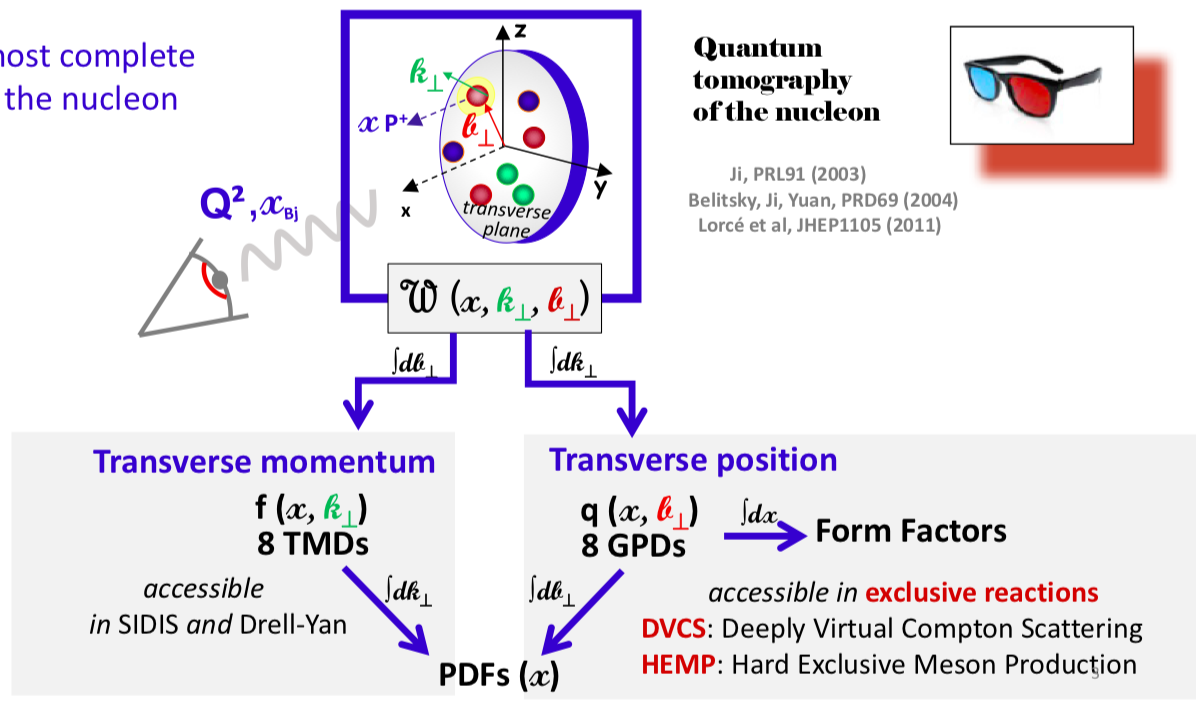 most complete
the nucleon
z
k⊥
x P⁺
b⊥
x
y
transverse
plane
Q², x_Bj
Quantum
tomography
of the nucleon
Ji, PRL91 (2003)
Belitsky, Ji, Yuan, PRD69 (2004)
Lorcé et al, JHEP1105 (2011)
W (x, k⊥, b⊥)
∫db⊥
∫dk⊥
Transverse momentum
f (x, k⊥)
8 TMDs
accessible
in SIDIS and Drell-Yan
∫dk⊥
Transverse position
q (x, b⊥)
8 GPDs
∫dx
Form Factors
∫db⊥
accessible in exclusive reactions
DVCS: Deeply Virtual Compton Scattering
HEMP: Hard Exclusive Meson Production
PDFs (x)